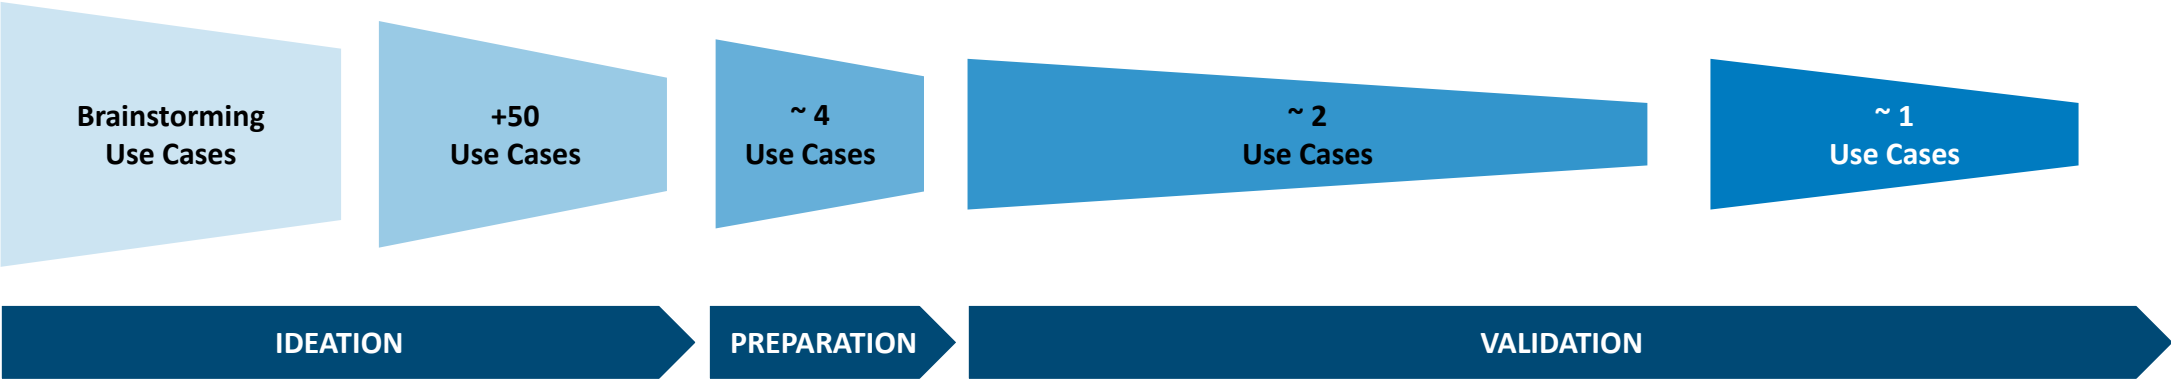 Brainstorming
Use Cases
+50
Use Cases
~ 4
Use Cases
~ 2
Use Cases
~ 1
Use Cases
IDEATION
PREPARATION
VALIDATION